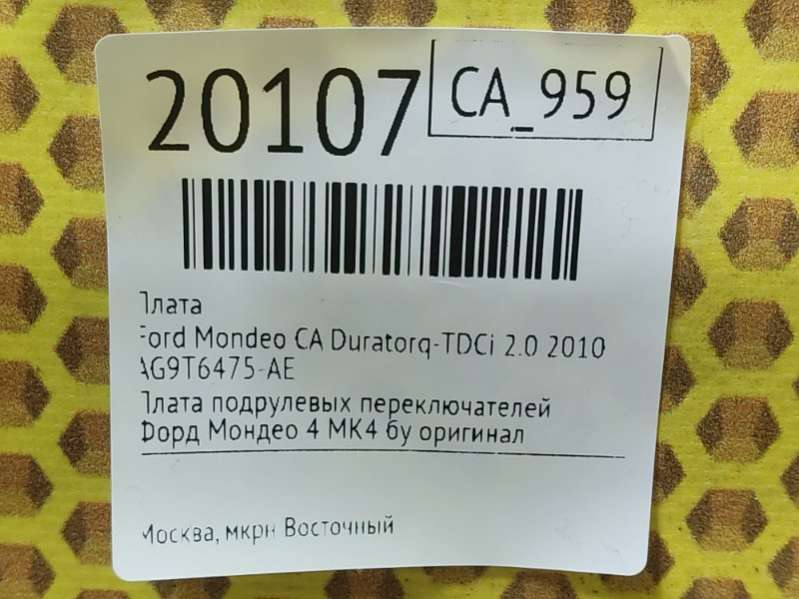 20107
CA_959
Плата
Ford Mondeo CA Duratorq-TDCi 2.0 2010
AG9T6475-AE
Плата подрулевых переключателей
Форд Мондео 4 МК4 бу оригинал
Москва, мкрн Восточный